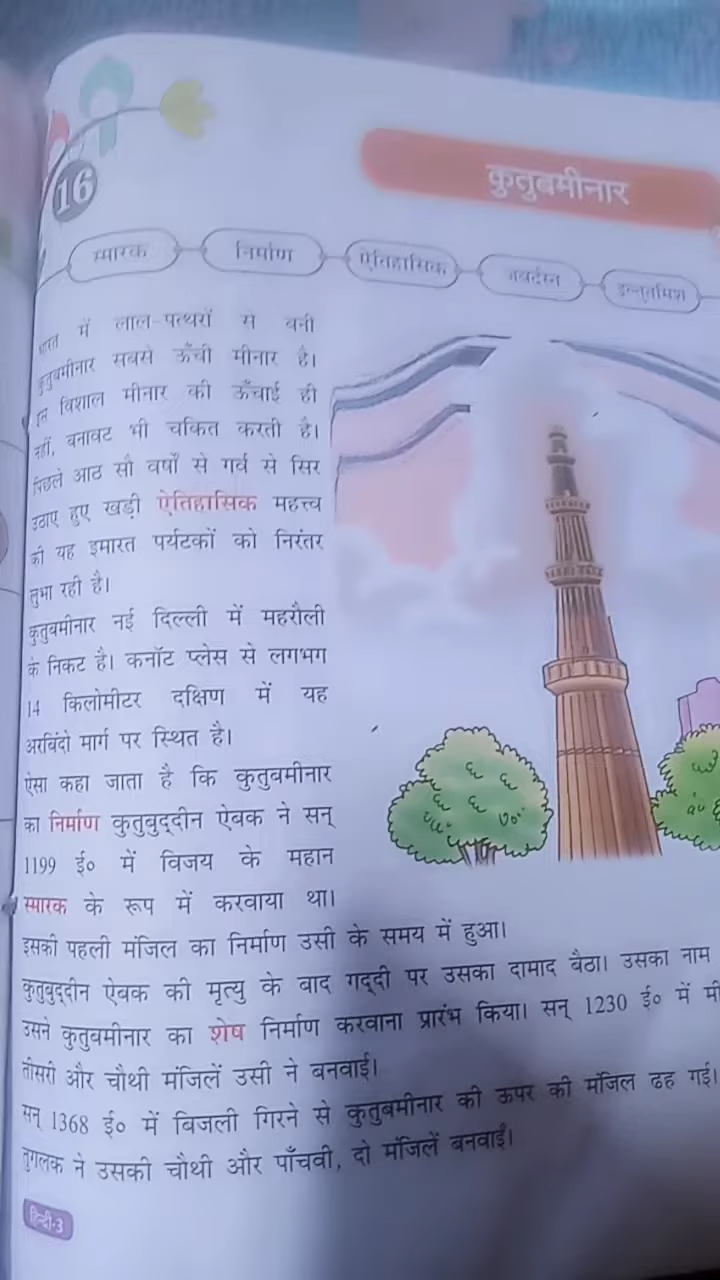 16
कुतुबमीनार
स्मारक निर्माण ऐतिहासिक जबर्दस्त इल्तुतमिश
भारत में लाल-पत्थरों से बनी
कुतुबमीनार सबसे ऊँची मीनार है।
इस विशाल मीनार की ऊँचाई ही
नहीं, बनावट भी चकित करती है।
पिछले आठ सौ वर्षों से गर्व से सिर
उठाए हुए खड़ी ऐतिहासिक महत्त्व
की यह इमारत पर्यटकों को निरंतर
लुभा रही है।
कुतुबमीनार नई दिल्ली में महरौली
के निकट है। कनॉट प्लेस से लगभग
14 किलोमीटर दक्षिण में यह
अरविंदो मार्ग पर स्थित है।
ऐसा कहा जाता है कि कुतुबमीनार
का निर्माण कुतुबुद्दीन ऐबक ने सन्
1199 ई० में विजय के महान
स्मारक के रूप में करवाया था।
इसकी पहली मंजिल का निर्माण उसी के समय में हुआ।
कुतुबुद्दीन ऐबक की मृत्यु के बाद गद्दी पर उसका दामाद बैठा। उसका नाम
उसने कुतुबमीनार का शेष निर्माण करवाना प्रारंभ किया। सन् 1230 ई० में
तीसरी और चौथी मंजिलें उसी ने बनवाई।
सन् 1368 ई० में बिजली गिरने से कुतुबमीनार की ऊपर की मंजिल ढह गई।
तुगलक ने उसकी चौथी और पाँचवी, दो मंजिलें बनवाईं।
हिन्दी-3